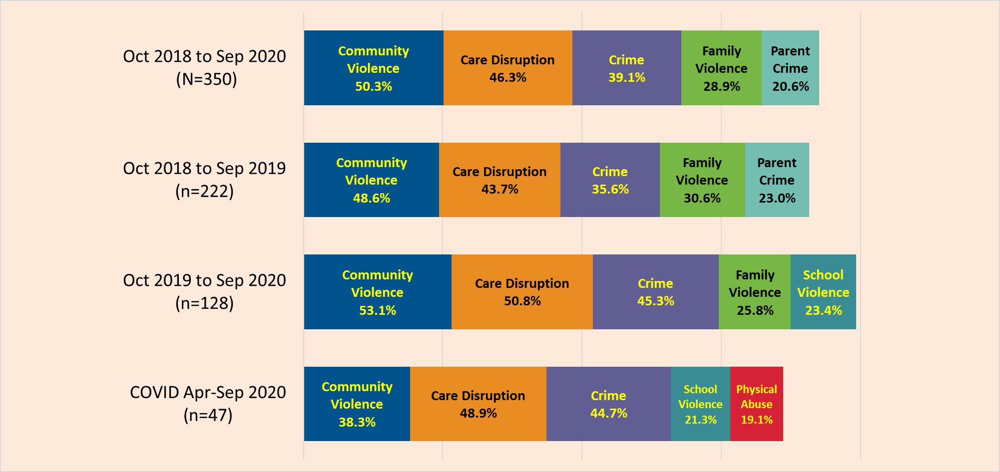 Oct 2018 to Sep 2020
(N=350)
Community
Violence
50.3%
Care Disruption
46.3%
Crime
39.1%
Family
Violence
28.9%
Parent
Crime
20.6%
Oct 2018 to Sep 2019
(n=222)
Community
Violence
48.6%
Care Disruption
43.7%
Crime
35.6%
Family
Violence
30.6%
Parent
Crime
23.0%
Oct 2019 to Sep 2020
(n=128)
Community
Violence
53.1%
Care Disruption
50.8%
Crime
45.3%
Family
Violence
25.8%
School
Violence
23.4%
COVID Apr-Sep 2020
(n=47)
Community
Violence
38.3%
Care Disruption
48.9%
Crime
44.7%
School
Violence
21.3%
Physical
Abuse
19.1%